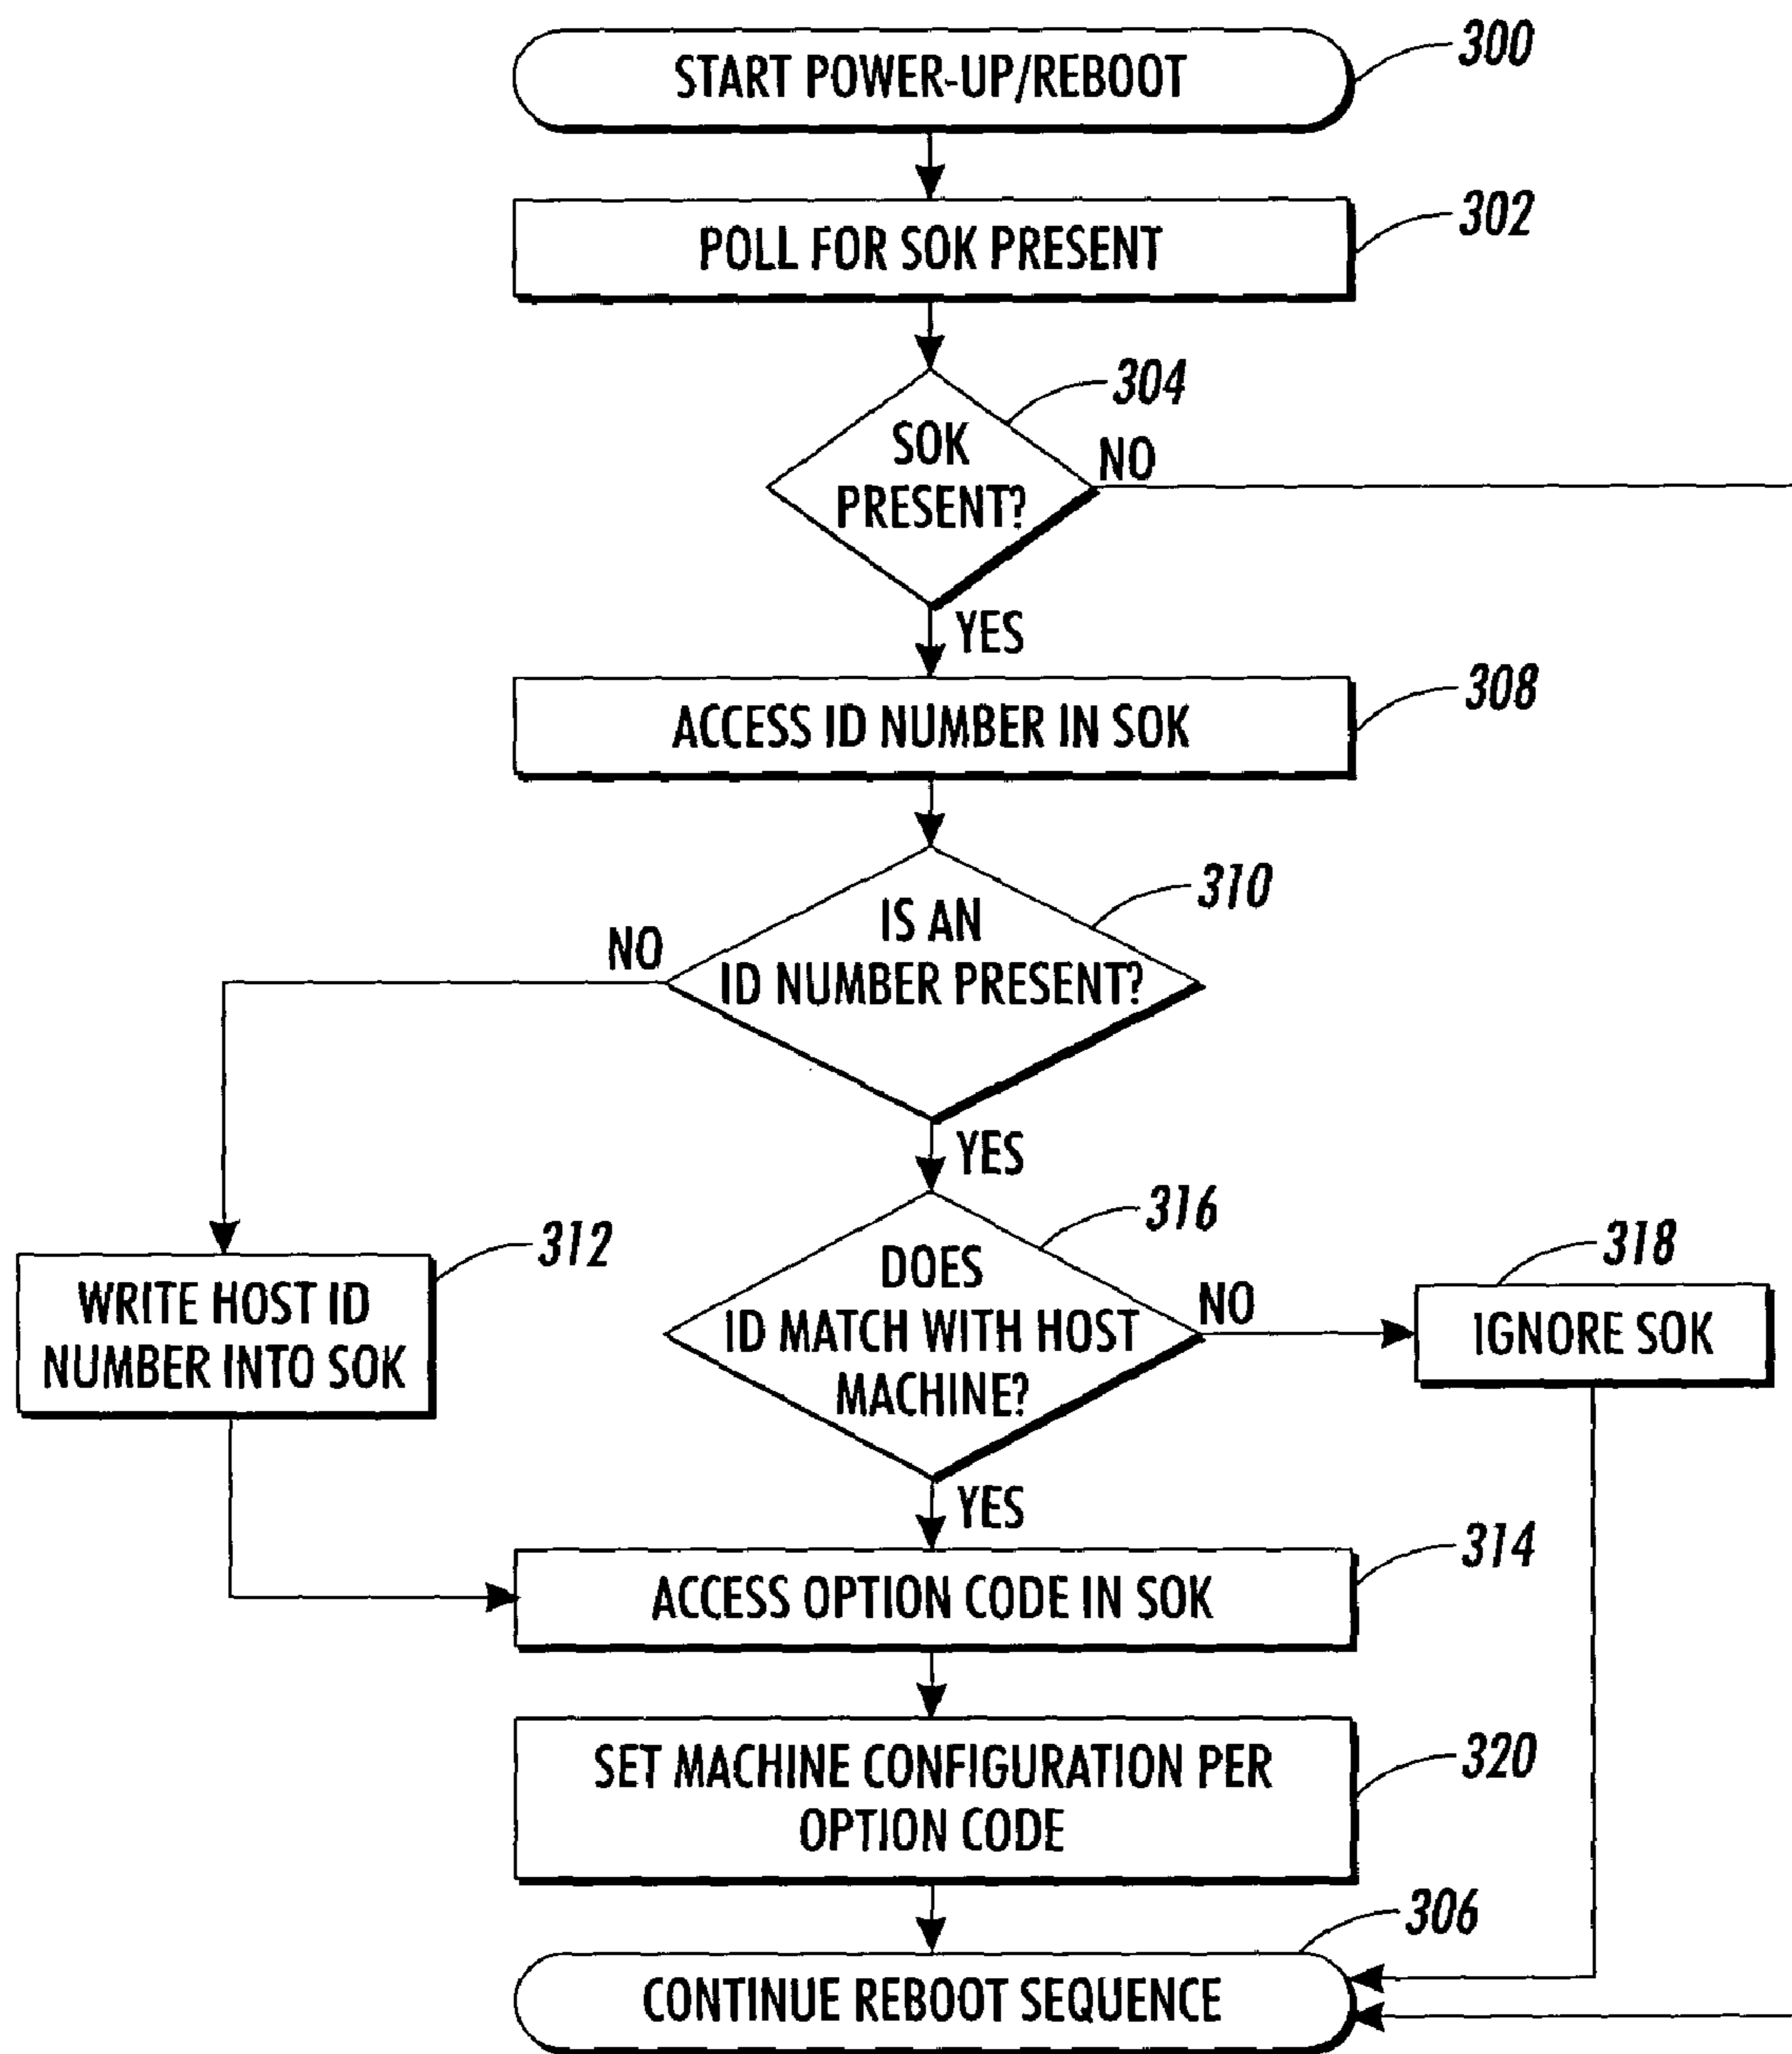 START POWER-UP/REBOOT
300
POLL FOR SOK PRESENT
302
304
SOK
PRESENT?
NO
YES
ACCESS ID NUMBER IN SOK
308
310
IS AN
ID NUMBER PRESENT?
NO
YES
312
WRITE HOST ID
NUMBER INTO SOK
316
DOES
ID MATCH WITH HOST
MACHINE?
NO
318
IGNORE SOK
YES
ACCESS OPTION CODE IN SOK
314
SET MACHINE CONFIGURATION PER
OPTION CODE
320
306
CONTINUE REBOOT SEQUENCE